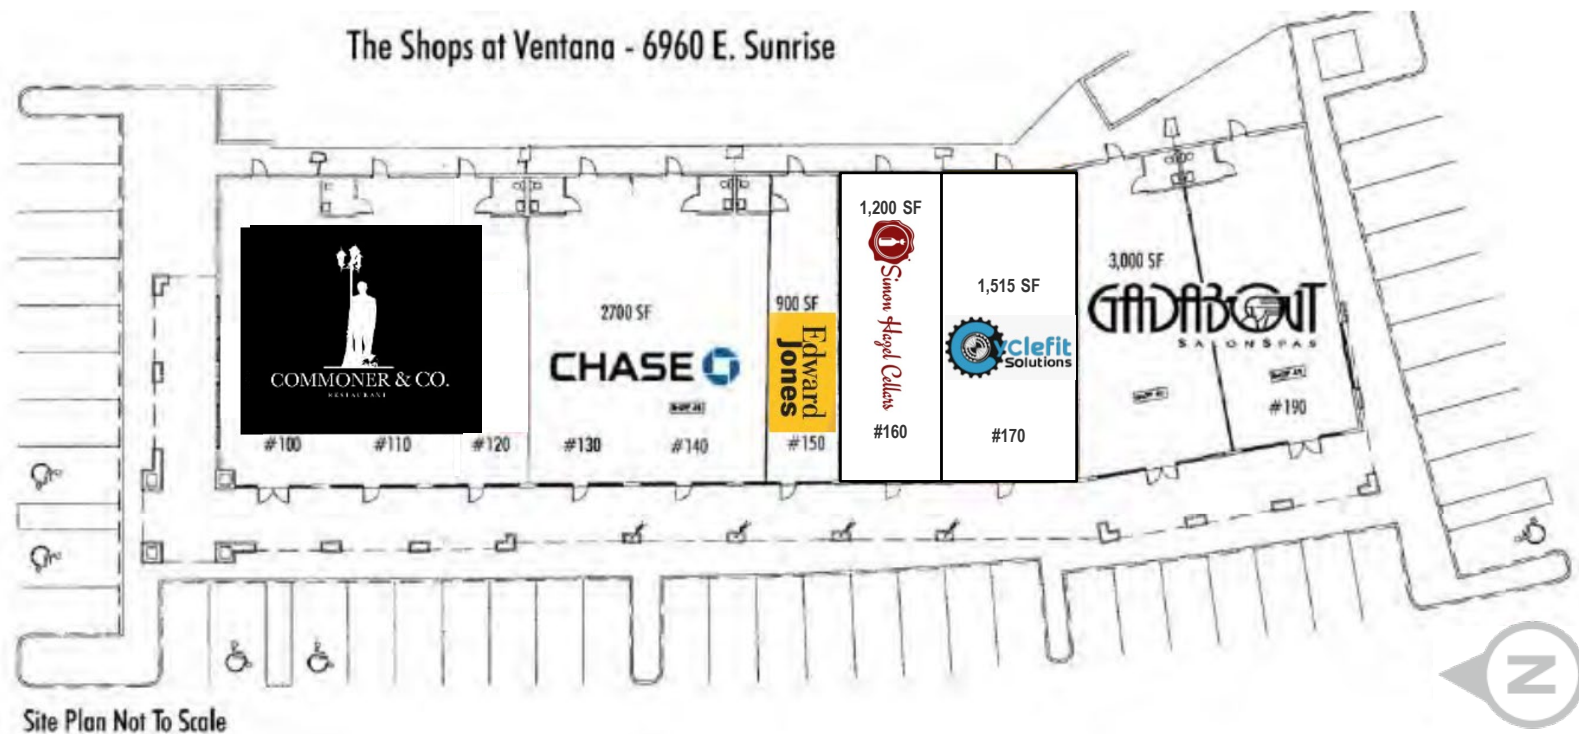 The Shops at Ventana - 6960 E. Sunrise
1,200 SF
Simon Hazel Cellars
#160
1,515 SF
Cyclefit
Solutions
#170
3,000 SF
GADABOUT
SALONSPAS
#190
2700 SF
CHASE
900 SF
Edward
Jones
#150
COMMONER & CO.
RESTAURANT
#100
#110
#120
#130
#140
N
Site Plan Not To Scale